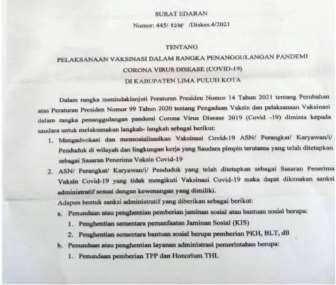 SURAT EDARAN
Nomor: 445/ /Diskes.4/2021
TENTANG
PELAKSANAAN VAKSINASI DALAM RANGKA PENANGGULANGAN PANDEMI
CORONA VIRUS DISEASE (COVID-19)
DI KABUPATEN LIMA PULUH KOTA
Dalam rangka menindaklanjuti Peraturan Presiden Nomor 14 Tahun 2021 tentang Perubahan
atas Peraturan Presiden Nomor 99 Tahun 2020 tentang Pengadaan Vaksin dan pelaksanaan Vaksinasi
dalam rangka penanggulangan pandemi Corona Virus Disease 2019 (Covid -19) diminta kepada
saudara untuk melaksanakan langkah- langkah sebagai berikut:
1. Mengadvokasi dan mensosialisasikan Vaksinasi Covid-19 ASN/ Perangkat/ Karyawan/i/
Penduduk di wilayah dan lingkungan kerja yang Saudara pimpin terutama yang telah ditetapkan
sebagai Sasaran Penerima Vaksin Covid-19
2. ASN/ Perangkat/ Karyawan/i/ Penduduk yang telah ditetapkan sebagai Sasaran Penerima
Vaksin Covid-19 yang tidak mengikuti Vaksinasi Covid-19 maka dapat dikenakan sanksi
administratif sesuai dengan kewenangan yang dimiliki.
Adapun bentuk sanksi administratif yang diberikan sebagai berikut:
a. Penundaan atau penghentian pemberian jaminan sosial atau bantuan sosial berupa:
1. Penghentian sementara pemanfaatan Jaminan Sosial (KIS)
2. Penghentian sementara bantuan sosial berupa pemberian PKH, BLT, dll
b. Penundaan atau penghentian layanan administrasi pemerintahan berupa:
1. Penundaan pemberian TPP dan Honorium THL